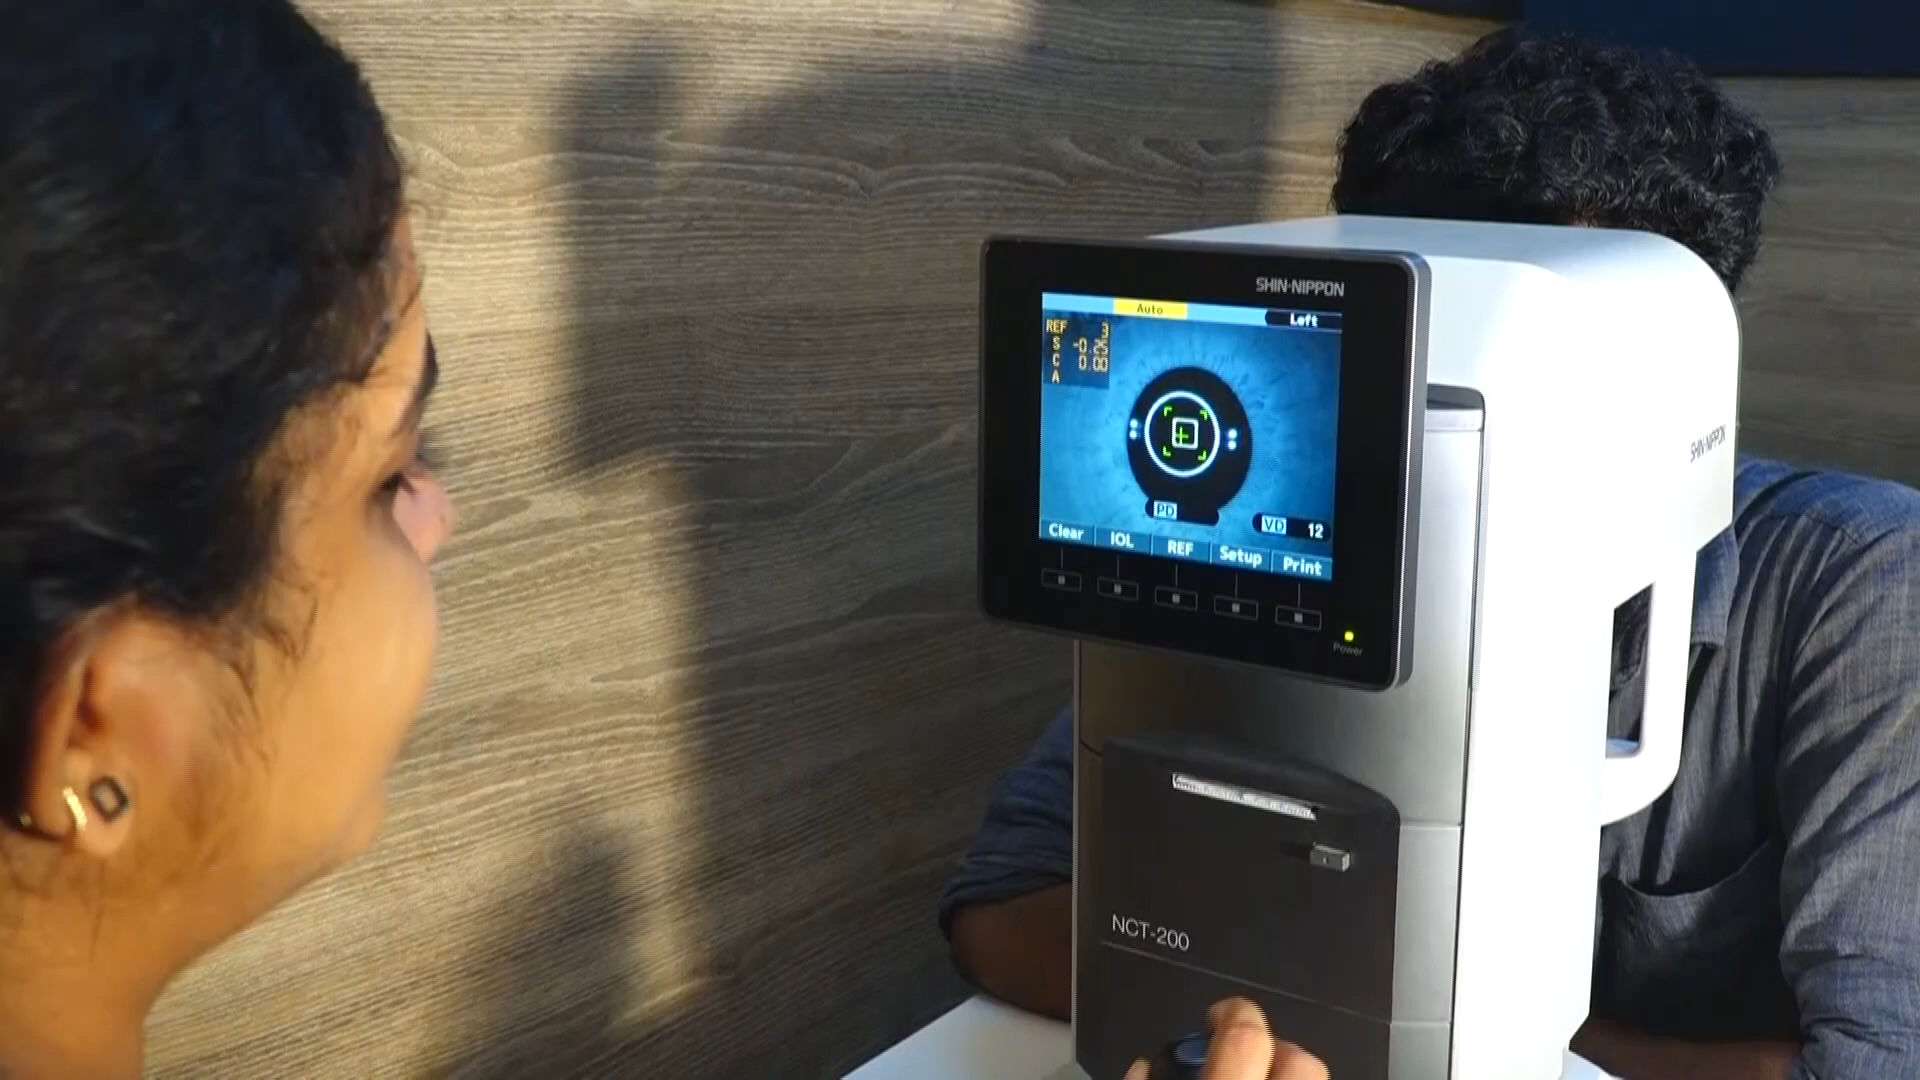 SHIN-NIPPON
Auto
Left
REF 3
S -0.25
C 0.00
A
PD
VD 12
Clear IOL REF Setup Print
Power
SHIN-NIPPON
NCT-200